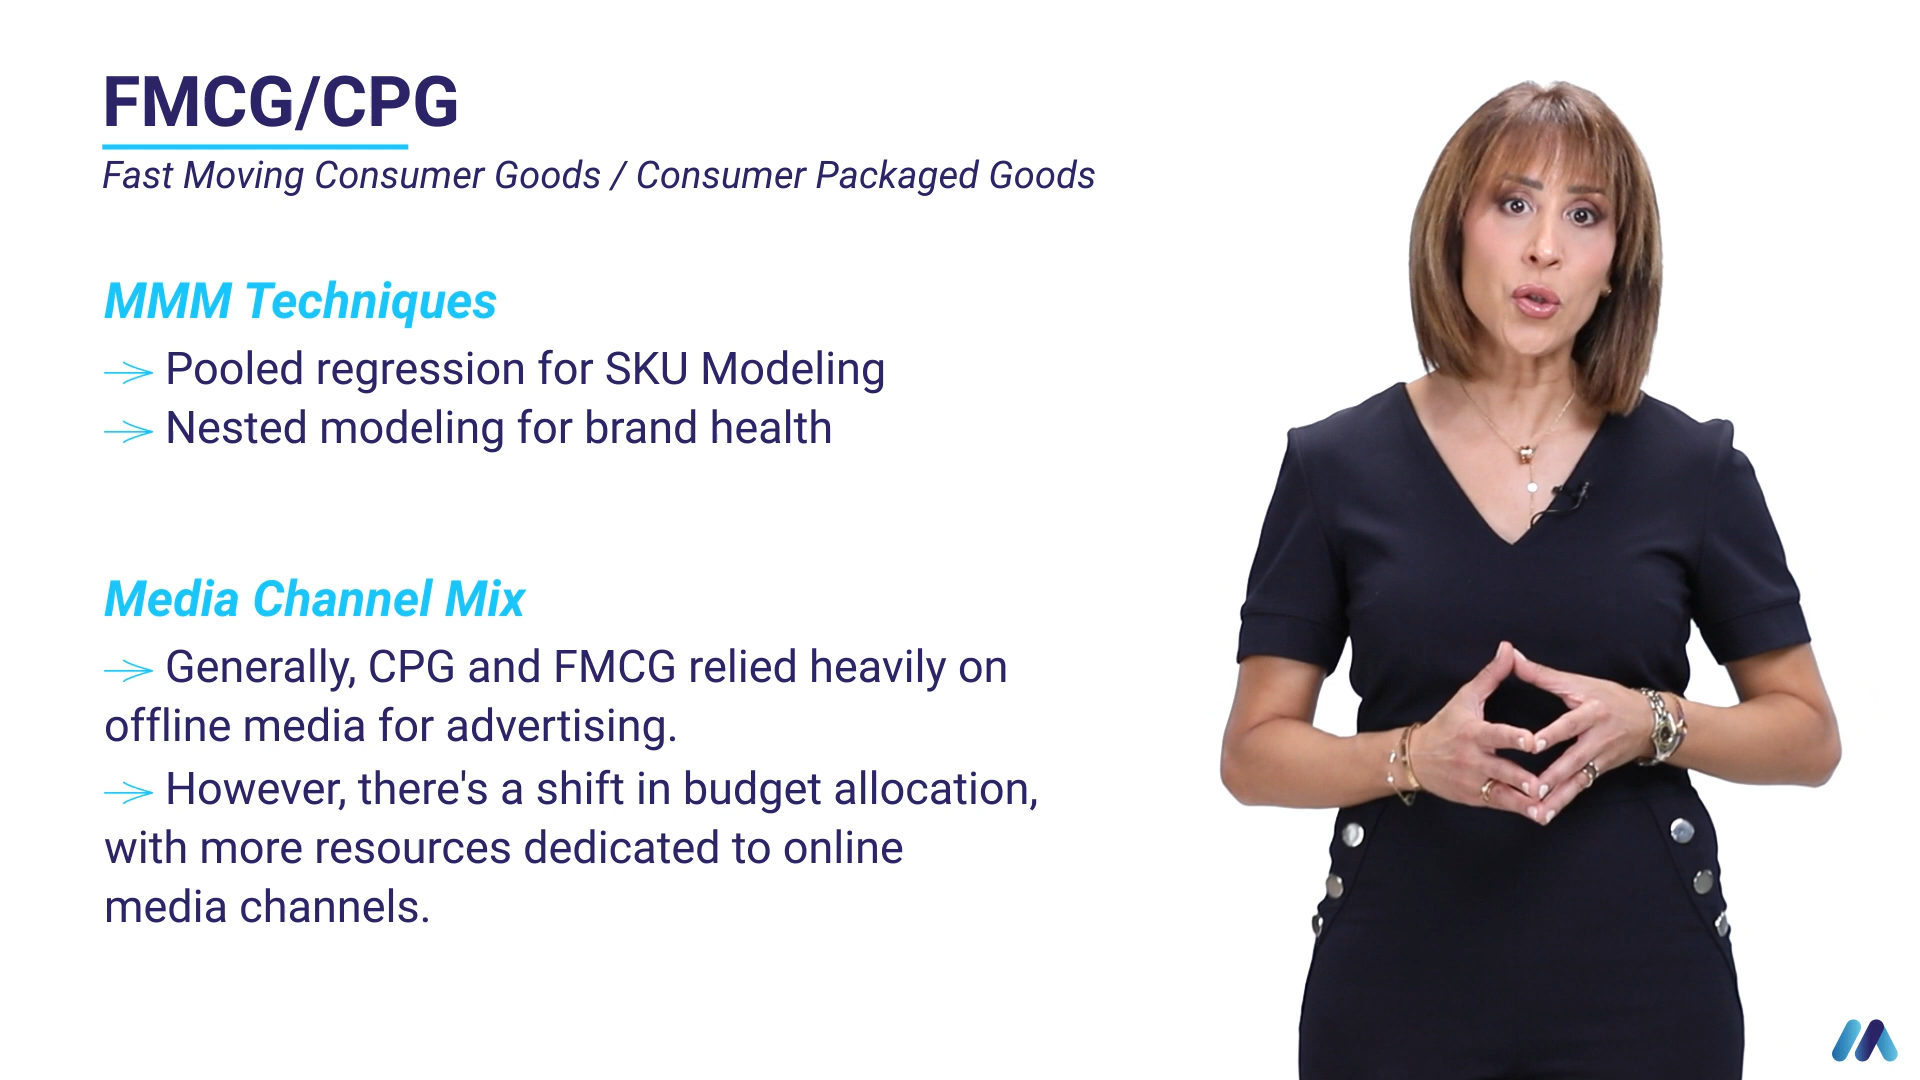 FMCG/CPG
Fast Moving Consumer Goods / Consumer Packaged Goods
MMM Techniques
Pooled regression for SKU Modeling
Nested modeling for brand health
Media Channel Mix
Generally, CPG and FMCG relied heavily on
offline media for advertising.
However, there's a shift in budget allocation,
with more resources dedicated to online
media channels.